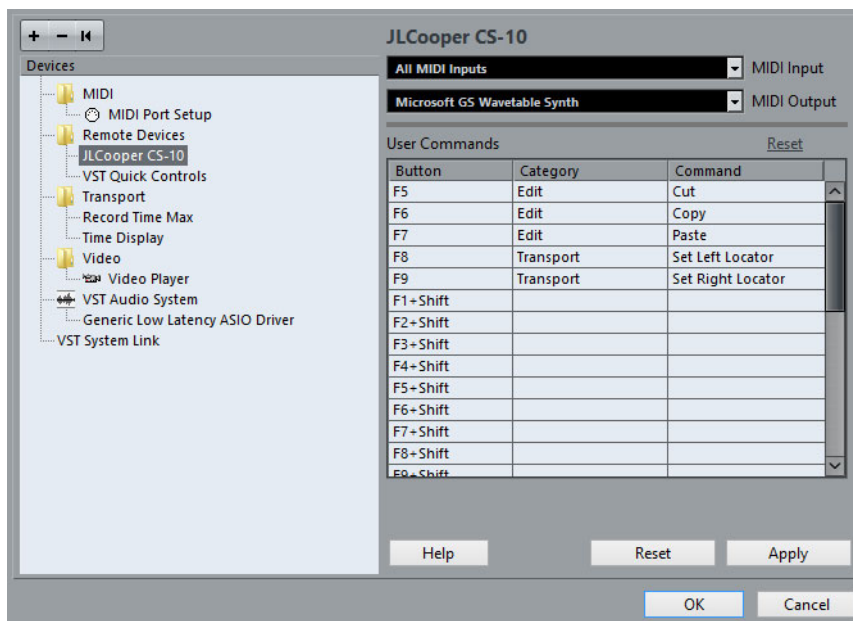 + -
JLCooper CS-10
Devices
All MIDI Inputs MIDI Input
Microsoft GS Wavetable Synth MIDI Output
MIDI
MIDI Port Setup
Remote Devices
JLCooper CS-10
VST Quick Controls
Transport
Record Time Max
Time Display
Video
Video Player
VST Audio System
Generic Low Latency ASIO Driver
VST System Link
User Commands Reset
Button Category Command
F5 Edit Cut
F6 Edit Copy
F7 Edit Paste
F8 Transport Set Left Locator
F9 Transport Set Right Locator
F1+Shift
F2+Shift
F3+Shift
F4+Shift
F5+Shift
F6+Shift
F7+Shift
F8+Shift
F9+Shift
Help Reset Apply
OK Cancel